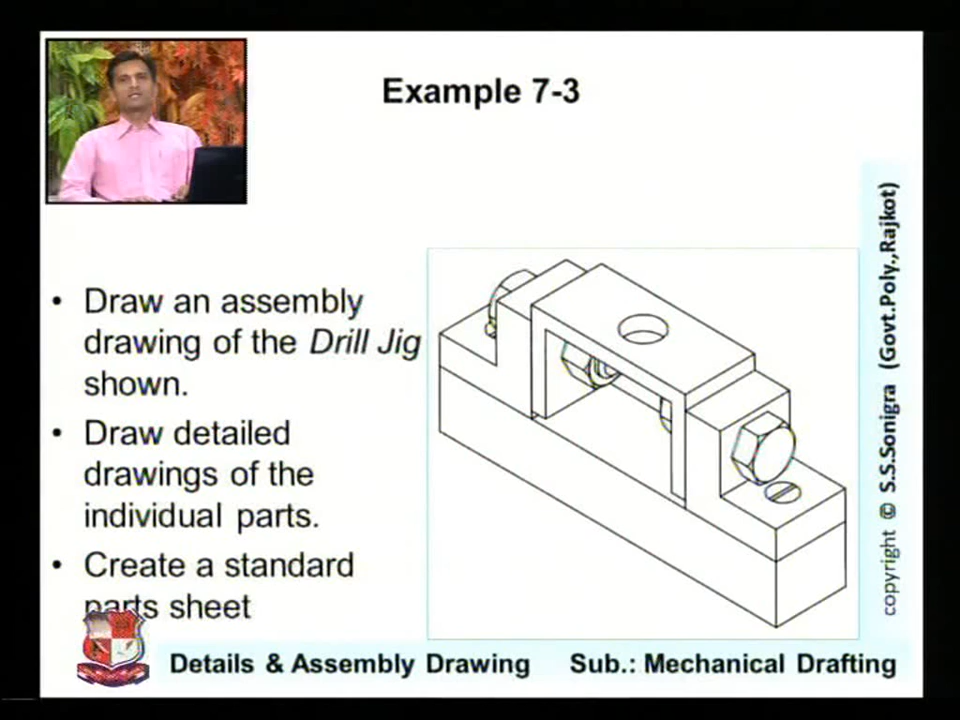 Example 7-3
• Draw an assembly
drawing of the Drill Jig
shown.
• Draw detailed
drawings of the
individual parts.
• Create a standard
parts sheet
copyright © S.S.Sonigra (Govt.Poly.,Rajkot)
Details & Assembly Drawing Sub.: Mechanical Drafting